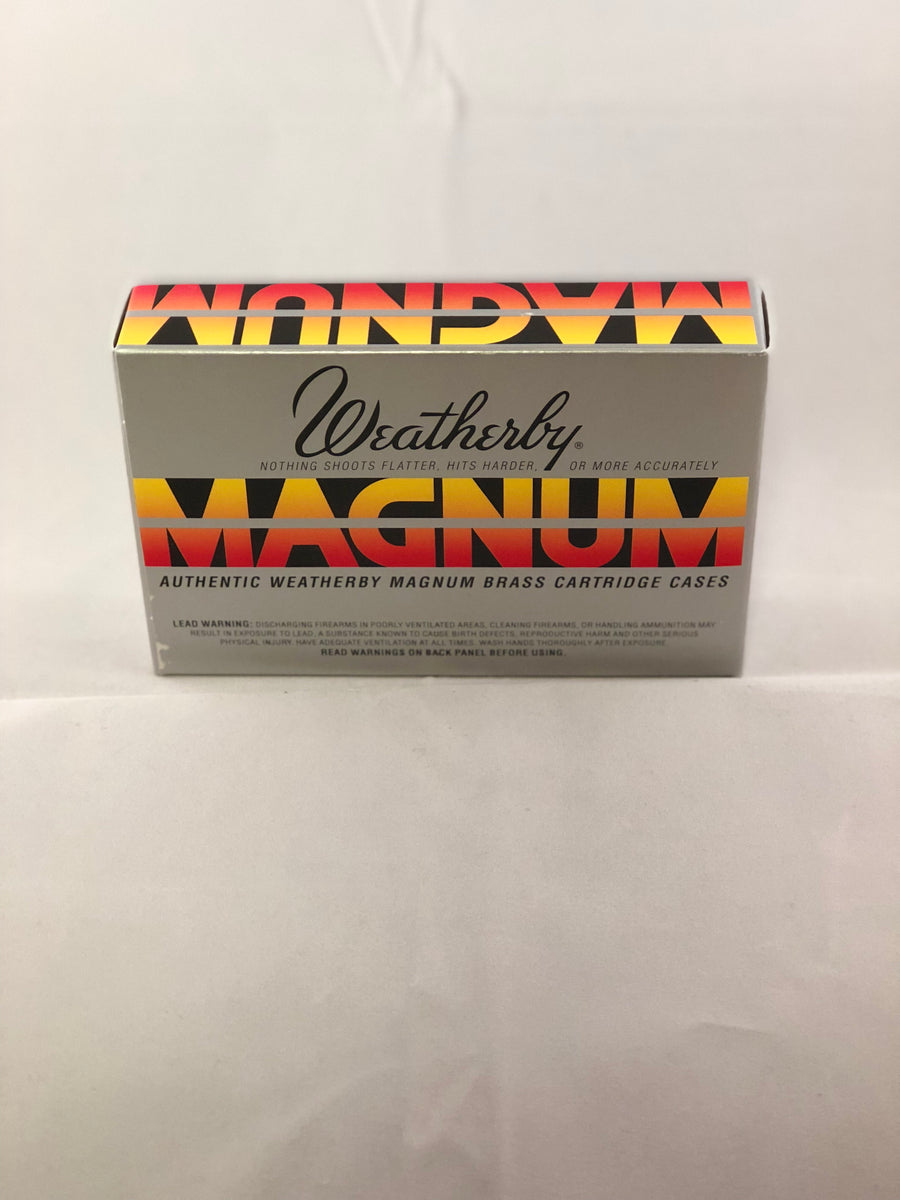 MAGNUM
Weatherby®
NOTHING SHOOTS FLATTER, HITS HARDER, OR MORE ACCURATELY
MAGNUM
AUTHENTIC WEATHERBY MAGNUM BRASS CARTRIDGE CASES
LEAD WARNING: DISCHARGING FIREARMS IN POORLY VENTILATED AREAS, CLEANING FIREARMS, OR HANDLING AMMUNITION MAY
RESULT IN EXPOSURE TO LEAD, A SUBSTANCE KNOWN TO CAUSE BIRTH DEFECTS, REPRODUCTIVE HARM AND OTHER SERIOUS
PHYSICAL INJURY. HAVE ADEQUATE VENTILATION AT ALL TIMES. WASH HANDS THOROUGHLY AFTER EXPOSURE.
READ WARNINGS ON BACK PANEL BEFORE USING.